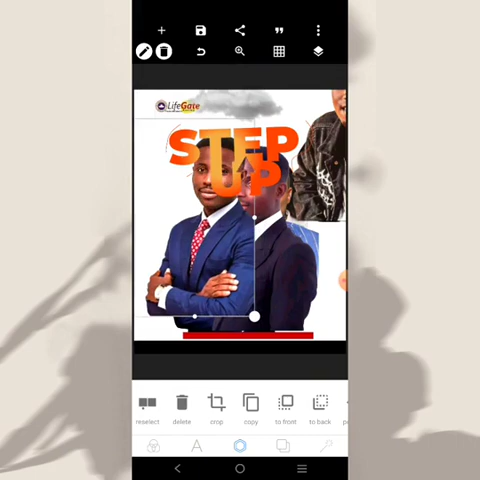 LifeGate
STEP
UP
reselect
delete
crop
copy
to front
to back